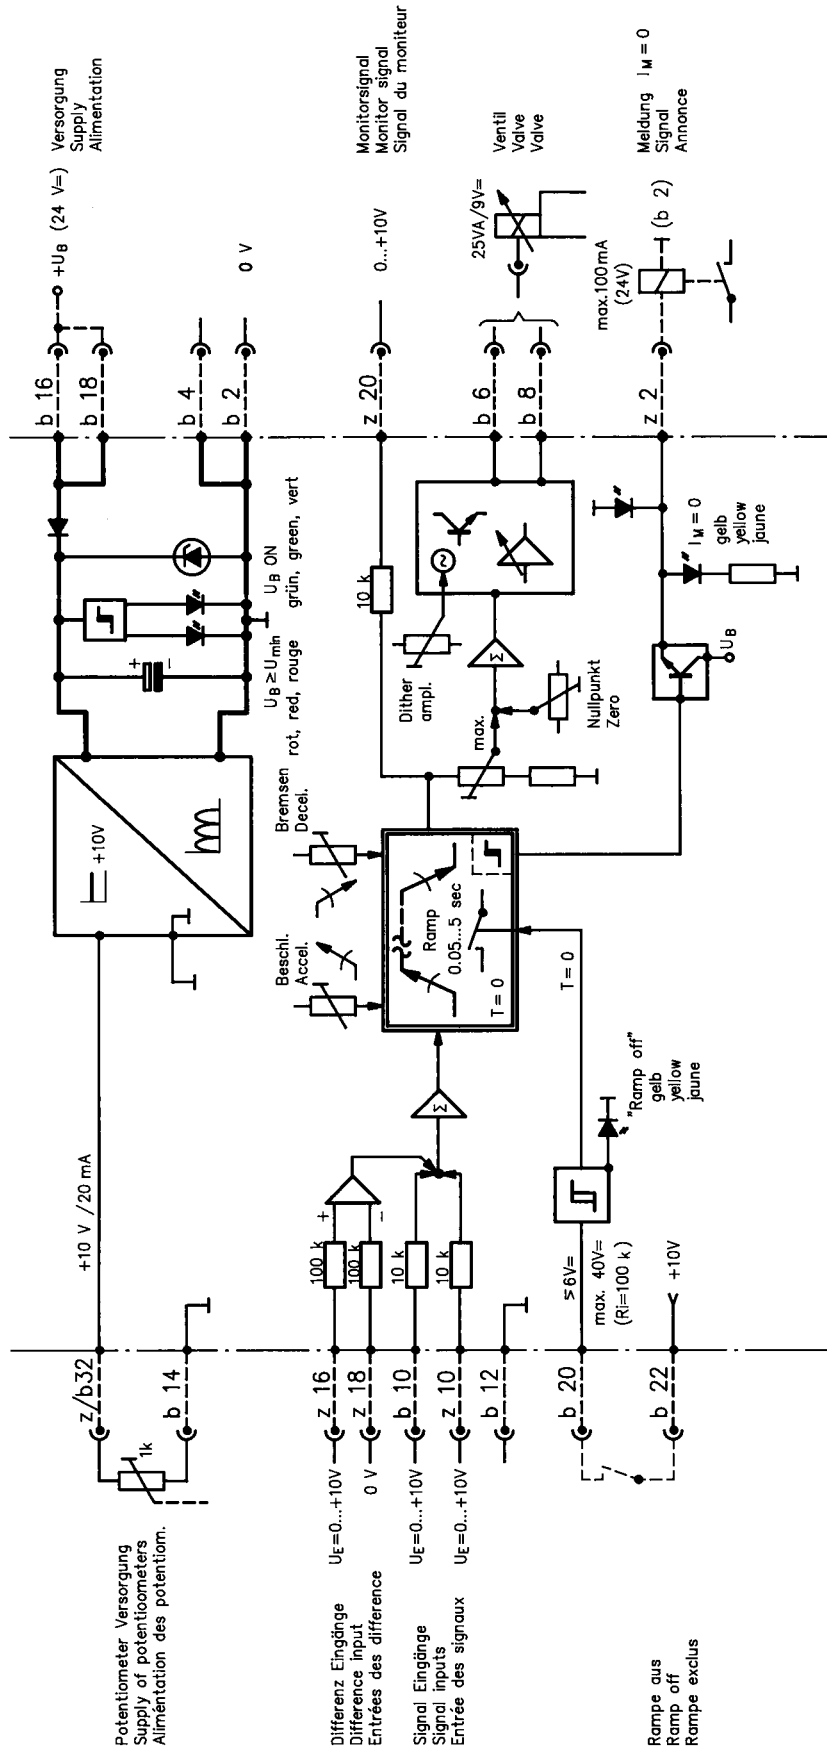 Potentiometer Versorgung
Supply of potentioometers
Alimentation des potentiom.
1k
z/b32
b 14
+10 V / 20 mA
+10V
+
–
U_B ≥ U_min
rot, red, rouge
U_B ON
grün, green, vert
b 16
b 18
b 4
b 2
+U_B (24 V=)
0 V
Versorgung
Supply
Alimentation
Differenz Eingänge
Difference input
Entrées des difference
U_E=0...+10V
0 V
z 16
z 18
100 k
100 k
+
–
Signal Eingänge
Signal inputs
Entrée des signaux
U_E=0...+10V
U_E=0...+10V
b 10
z 10
b 12
10 k
10 k
Σ
Beschl.
Accel.
Bremsen
Decel.
Ramp
0.05...5 sec
T = 0
10 k
z 20
0...+10V
Monitorsignal
Monitor signal
Signal du moniteur
Dither
ampl.
max.
Σ
Nullpunkt
Zero
~
b 6
b 8
25VA/9V=
Ventil
Valve
Valve
Rampe aus
Ramp off
Rampe exclus
b 20
b 22
≶6V=
max. 40V=
(Ri=100 k)
+10V
"Ramp off"
gelb
yellow
jaune
T = 0
U_B
I_M = 0
gelb
yellow
jaune
z 2
max.100mA
(24V)
(b 2)
Meldung I_M = 0
Signal
Annonce